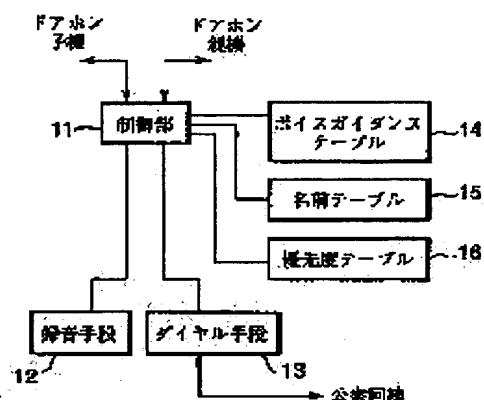 ドアホン
子機
ドアホン
親機
11
制御部
ボイスガイダンス
テーブル
14
名前テーブル
15
優先度テーブル
16
録音手段
12
ダイヤル手段
13
公衆回線